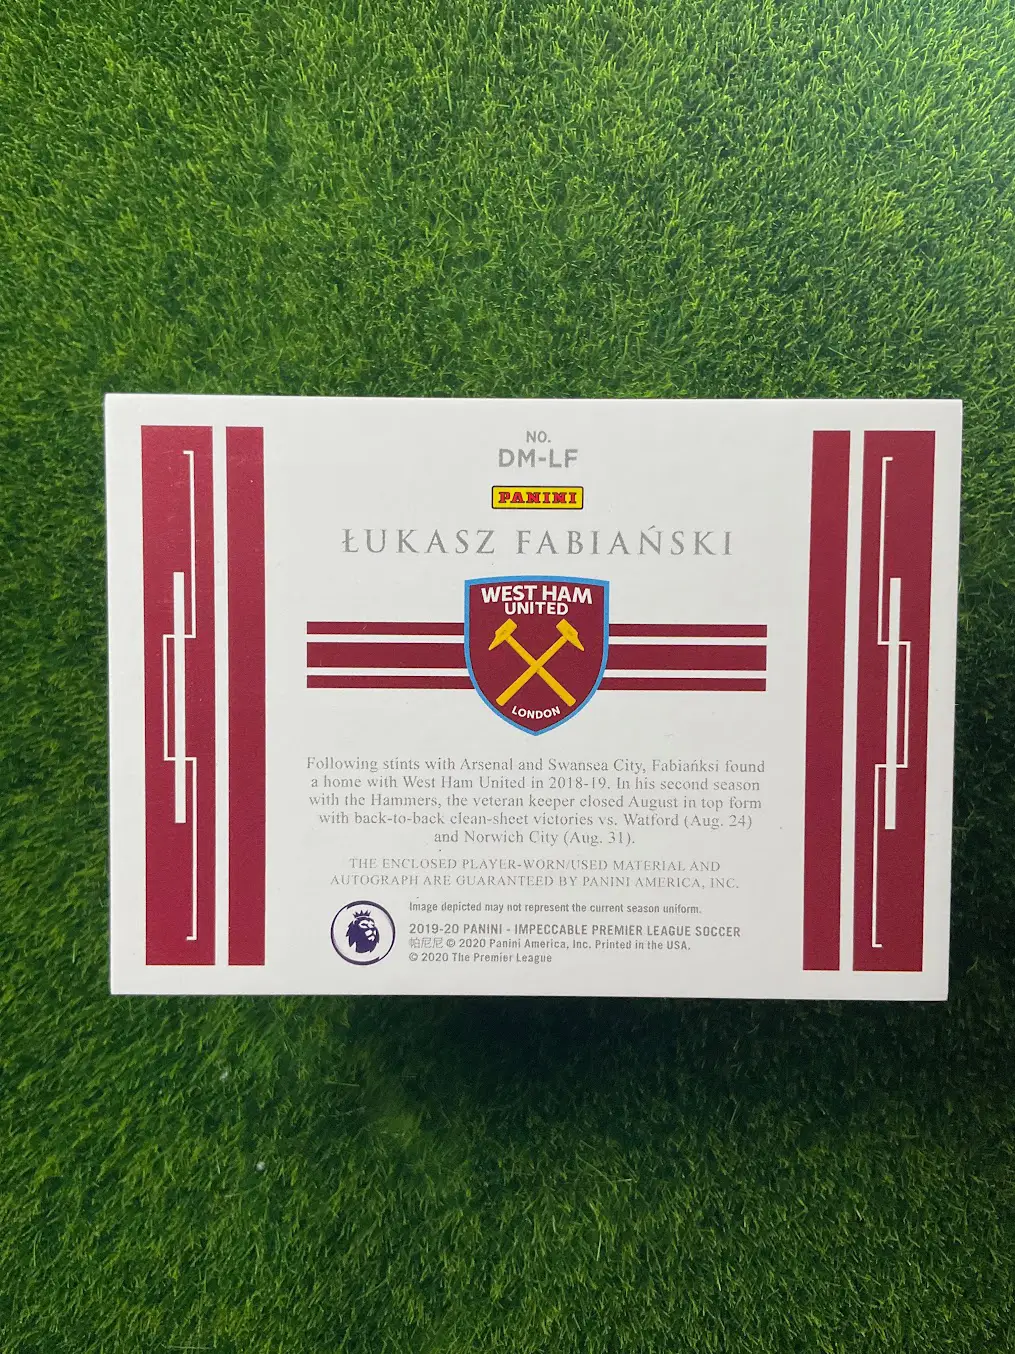 NO.
DM-LF
PANINI
ŁUKASZ FABIAŃSKI
WEST HAM
UNITED
LONDON
Following stints with Arsenal and Swansea City, Fabiańksi found
a home with West Ham United in 2018-19. In his second season
with the Hammers, the veteran keeper closed August in top form
with back-to-back clean-sheet victories vs. Watford (Aug. 24)
and Norwich City (Aug. 31).
THE ENCLOSED PLAYER-WORN/USED MATERIAL AND
AUTOGRAPH ARE GUARANTEED BY PANINI AMERICA, INC.
Image depicted may not represent the current season uniform.
2019-20 PANINI - IMPECCABLE PREMIER LEAGUE SOCCER
帕尼尼 © 2020 Panini America, Inc. Printed in the USA.
© 2020 The Premier League